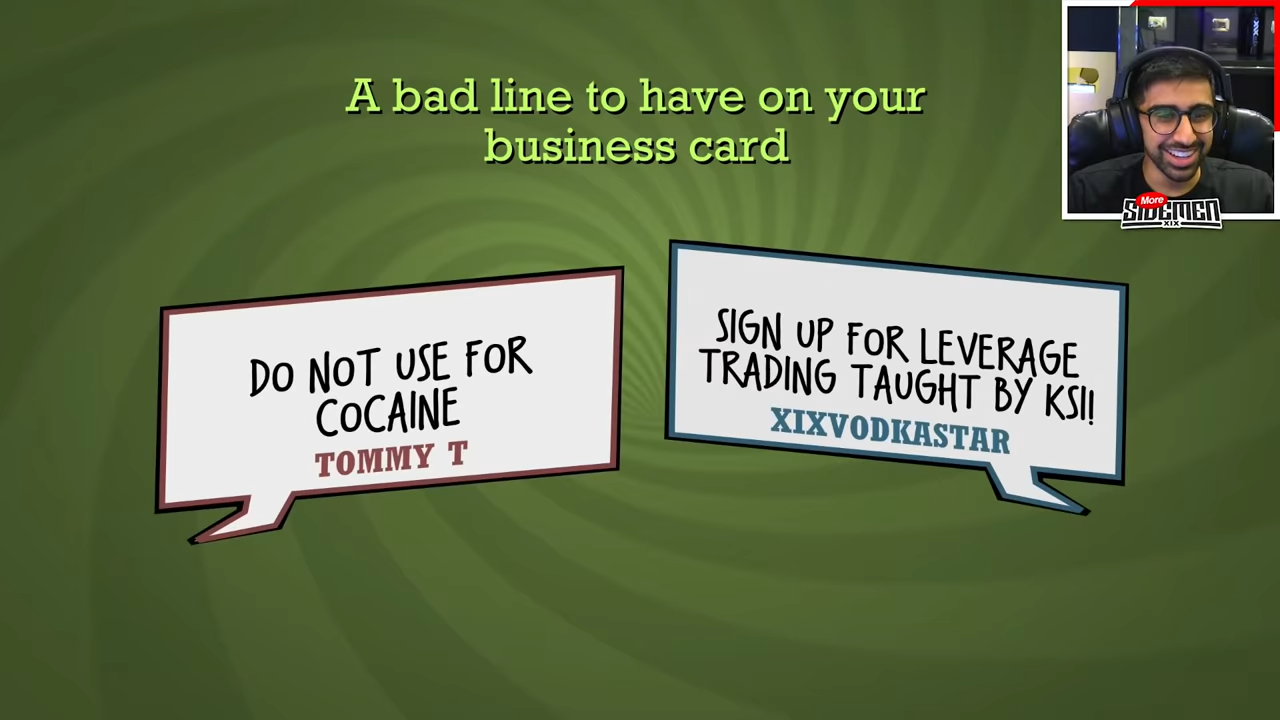 A bad line to have on your
business card
DO NOT USE FOR
COCAINE
TOMMY T
SIGN UP FOR LEVERAGE
TRADING TAUGHT BY KSI!
XIXVODKASTAR
More
SIDEMEN
XIX